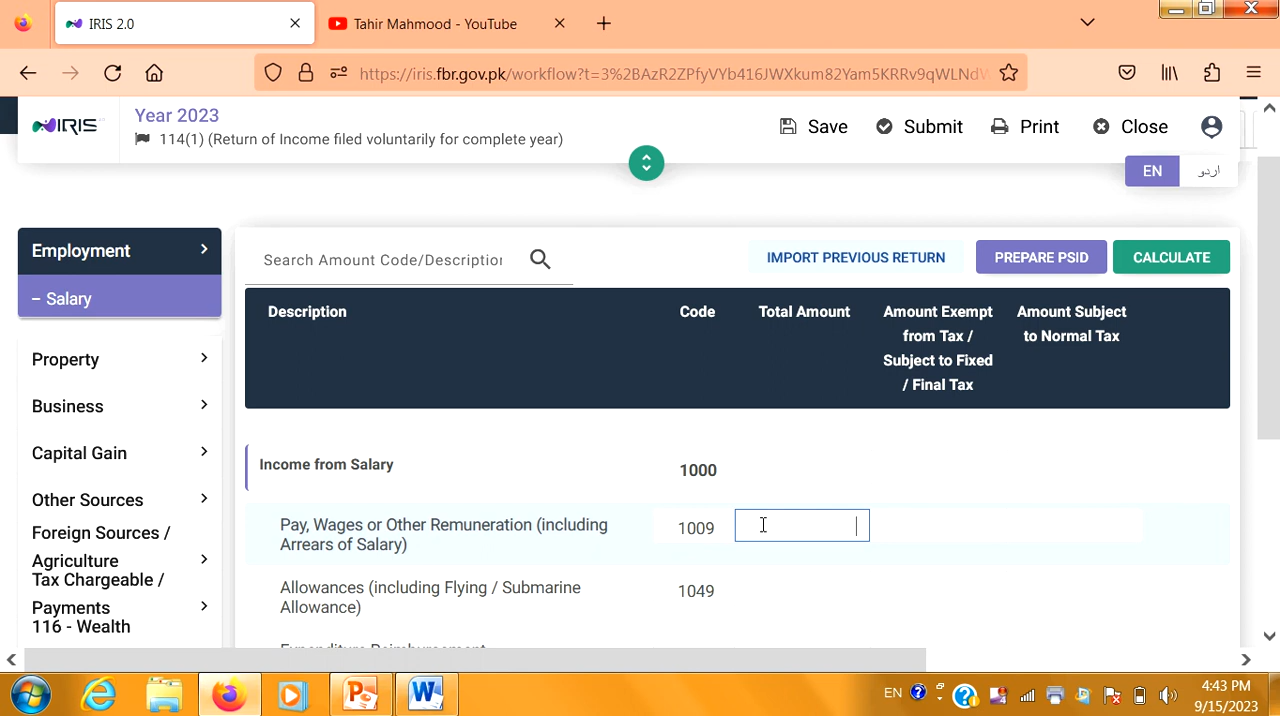 IRIS 2.0
Tahir Mahmood - YouTube
https://iris.fbr.gov.pk/workflow?t=3%2BAzR2ZPfyVYb416JWXkum82Yam5KRRv9qWLNdW
IRIS
Year 2023
114(1) (Return of Income filed voluntarily for complete year)
Save
Submit
Print
Close
EN
اردو
Employment
– Salary
Property
Business
Capital Gain
Other Sources
Foreign Sources /
Agriculture
Tax Chargeable /
Payments
116 - Wealth
Search Amount Code/Description
IMPORT PREVIOUS RETURN
PREPARE PSID
CALCULATE
Description
Code
Total Amount
Amount Exempt
from Tax /
Subject to Fixed
/ Final Tax
Amount Subject
to Normal Tax
Income from Salary
1000
Pay, Wages or Other Remuneration (including
Arrears of Salary)
1009
Allowances (including Flying / Submarine
Allowance)
1049
Expenditure Reimbursement
EN
4:43 PM
9/15/2023